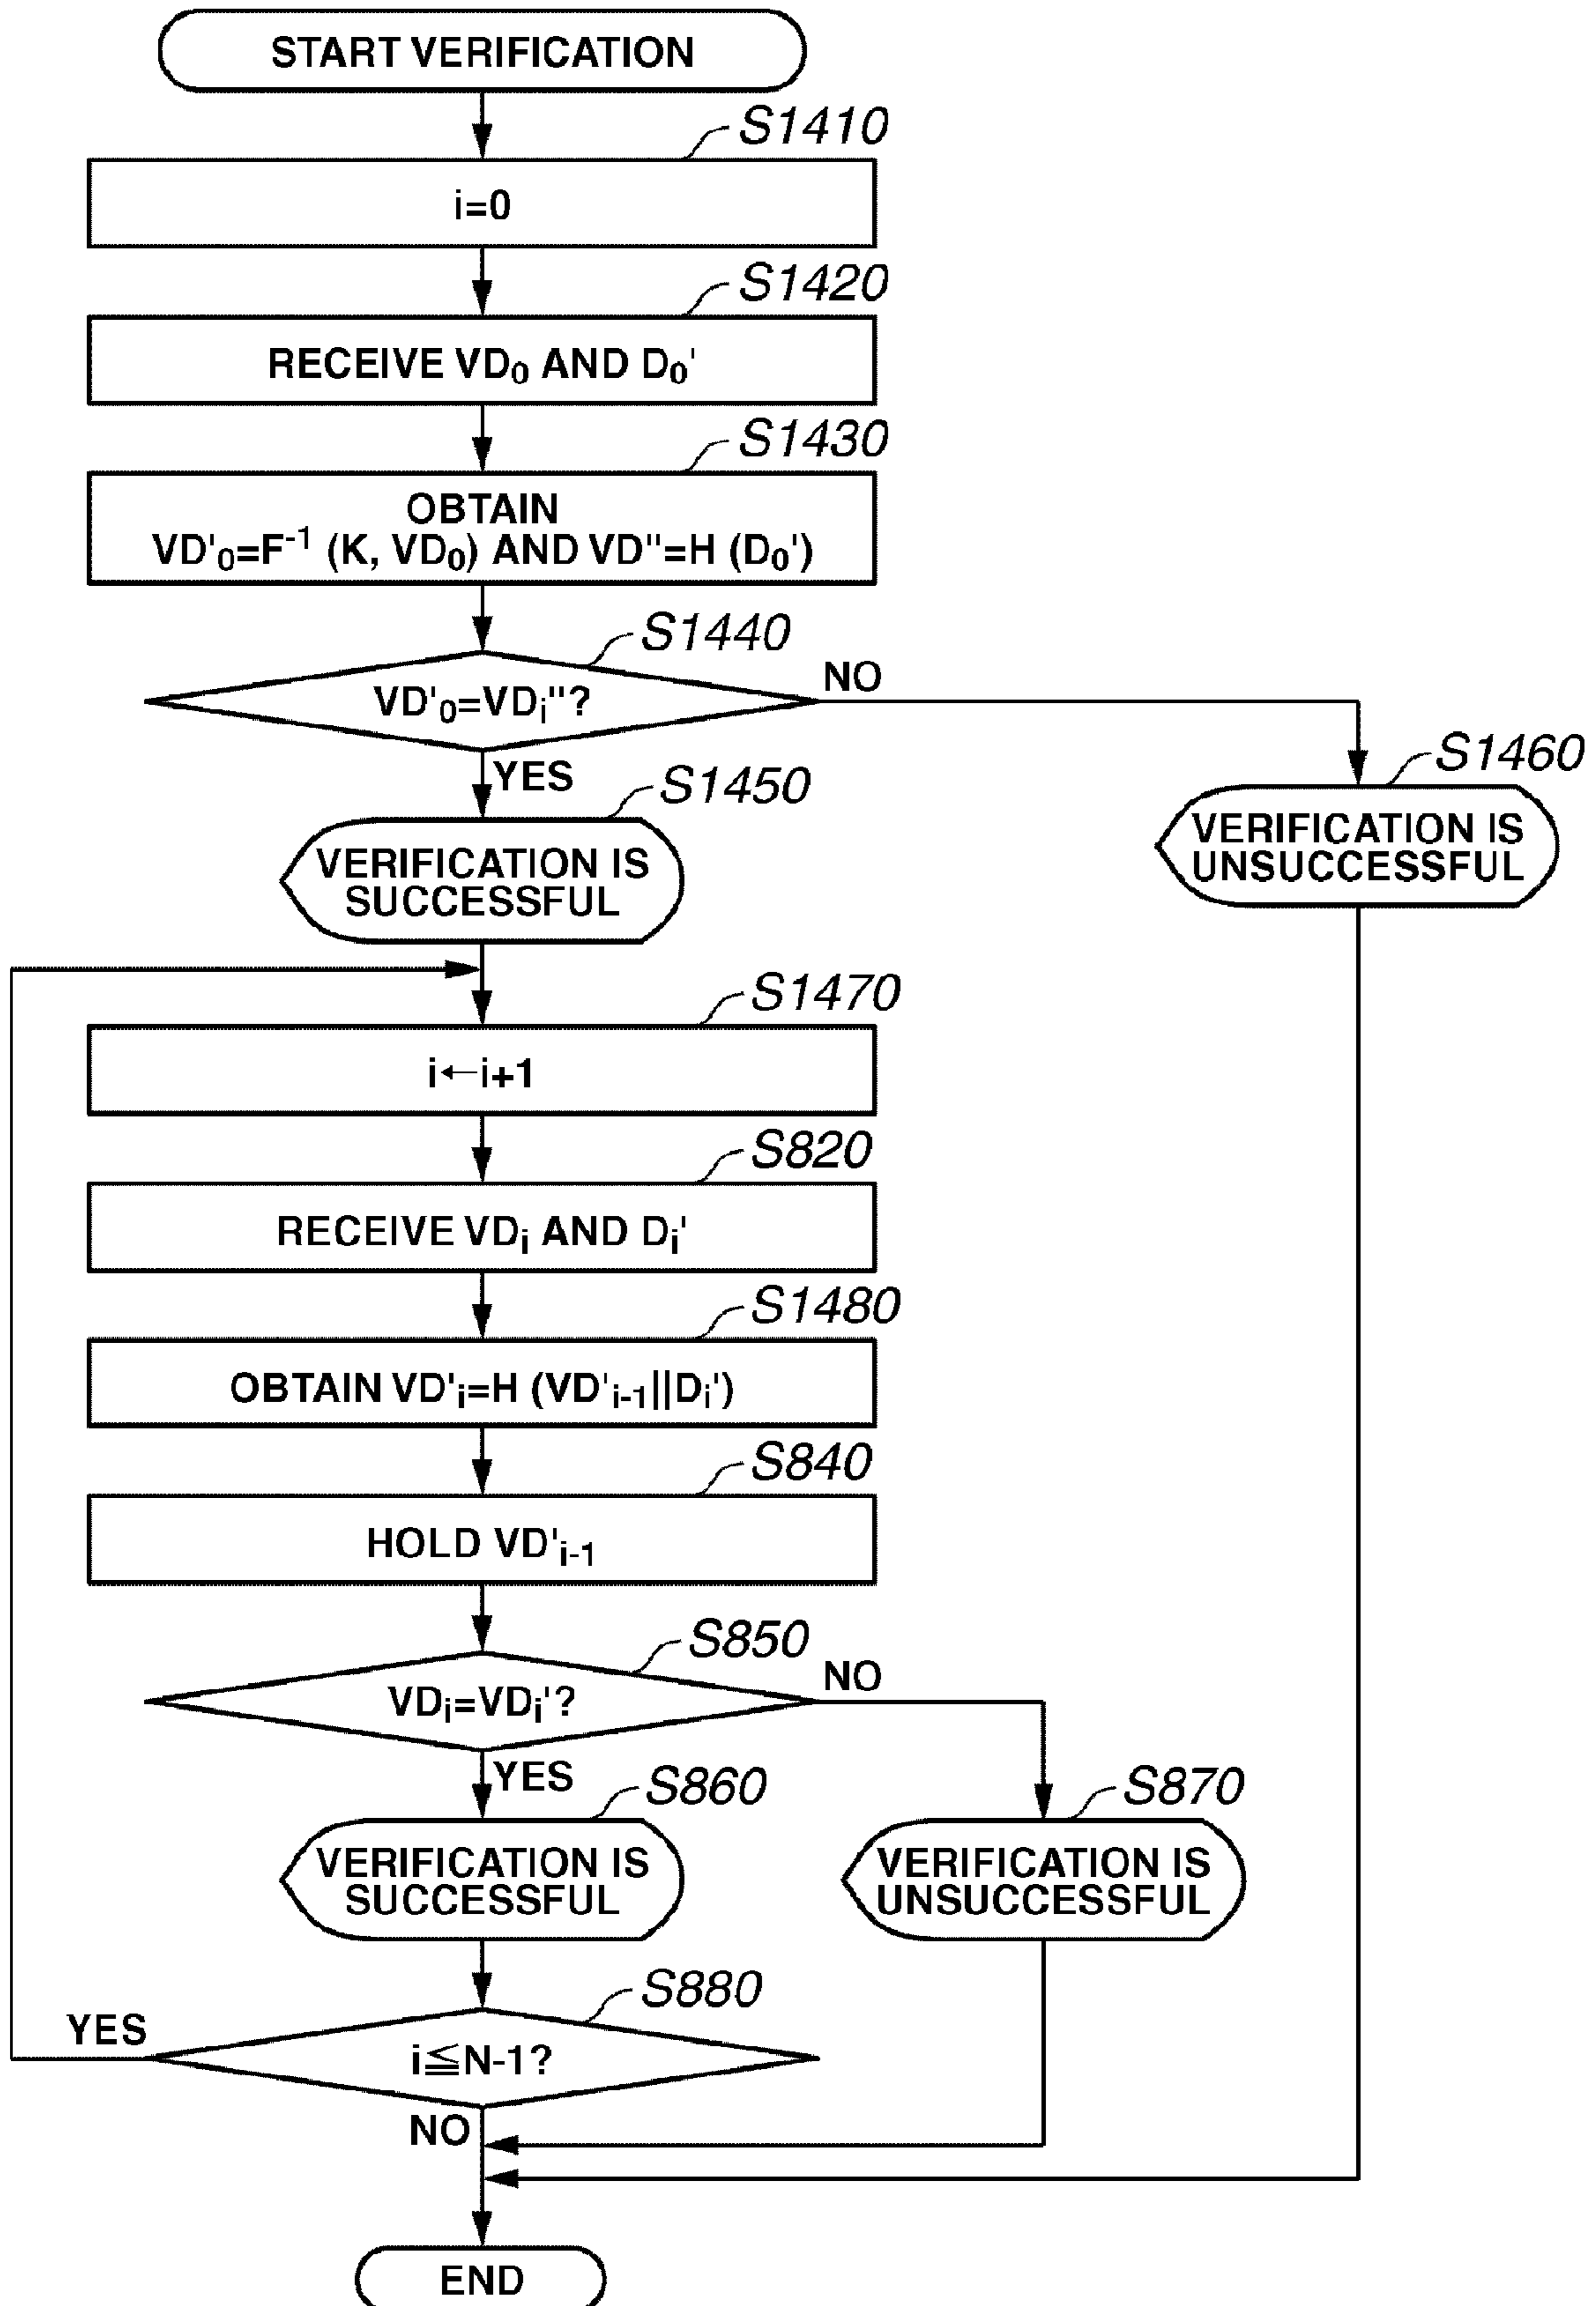 START VERIFICATION
S1410
i=0
S1420
RECEIVE VD₀ AND D₀'
S1430
OBTAIN
VD'₀=F⁻¹ (K, VD₀) AND VD''=H (D₀')
S1440
VD'₀=VDᵢ''?
NO
YES
S1450
S1460
VERIFICATION IS
SUCCESSFUL
VERIFICATION IS
UNSUCCESSFUL
S1470
i←i+1
S820
RECEIVE VDᵢ AND Dᵢ'
S1480
OBTAIN VD'ᵢ=H (VD'ᵢ₋₁||Dᵢ')
S840
HOLD VD'ᵢ₋₁
S850
VDᵢ=VDᵢ'?
NO
YES
S860
S870
VERIFICATION IS
SUCCESSFUL
VERIFICATION IS
UNSUCCESSFUL
S880
YES
i≦N-1?
NO
END